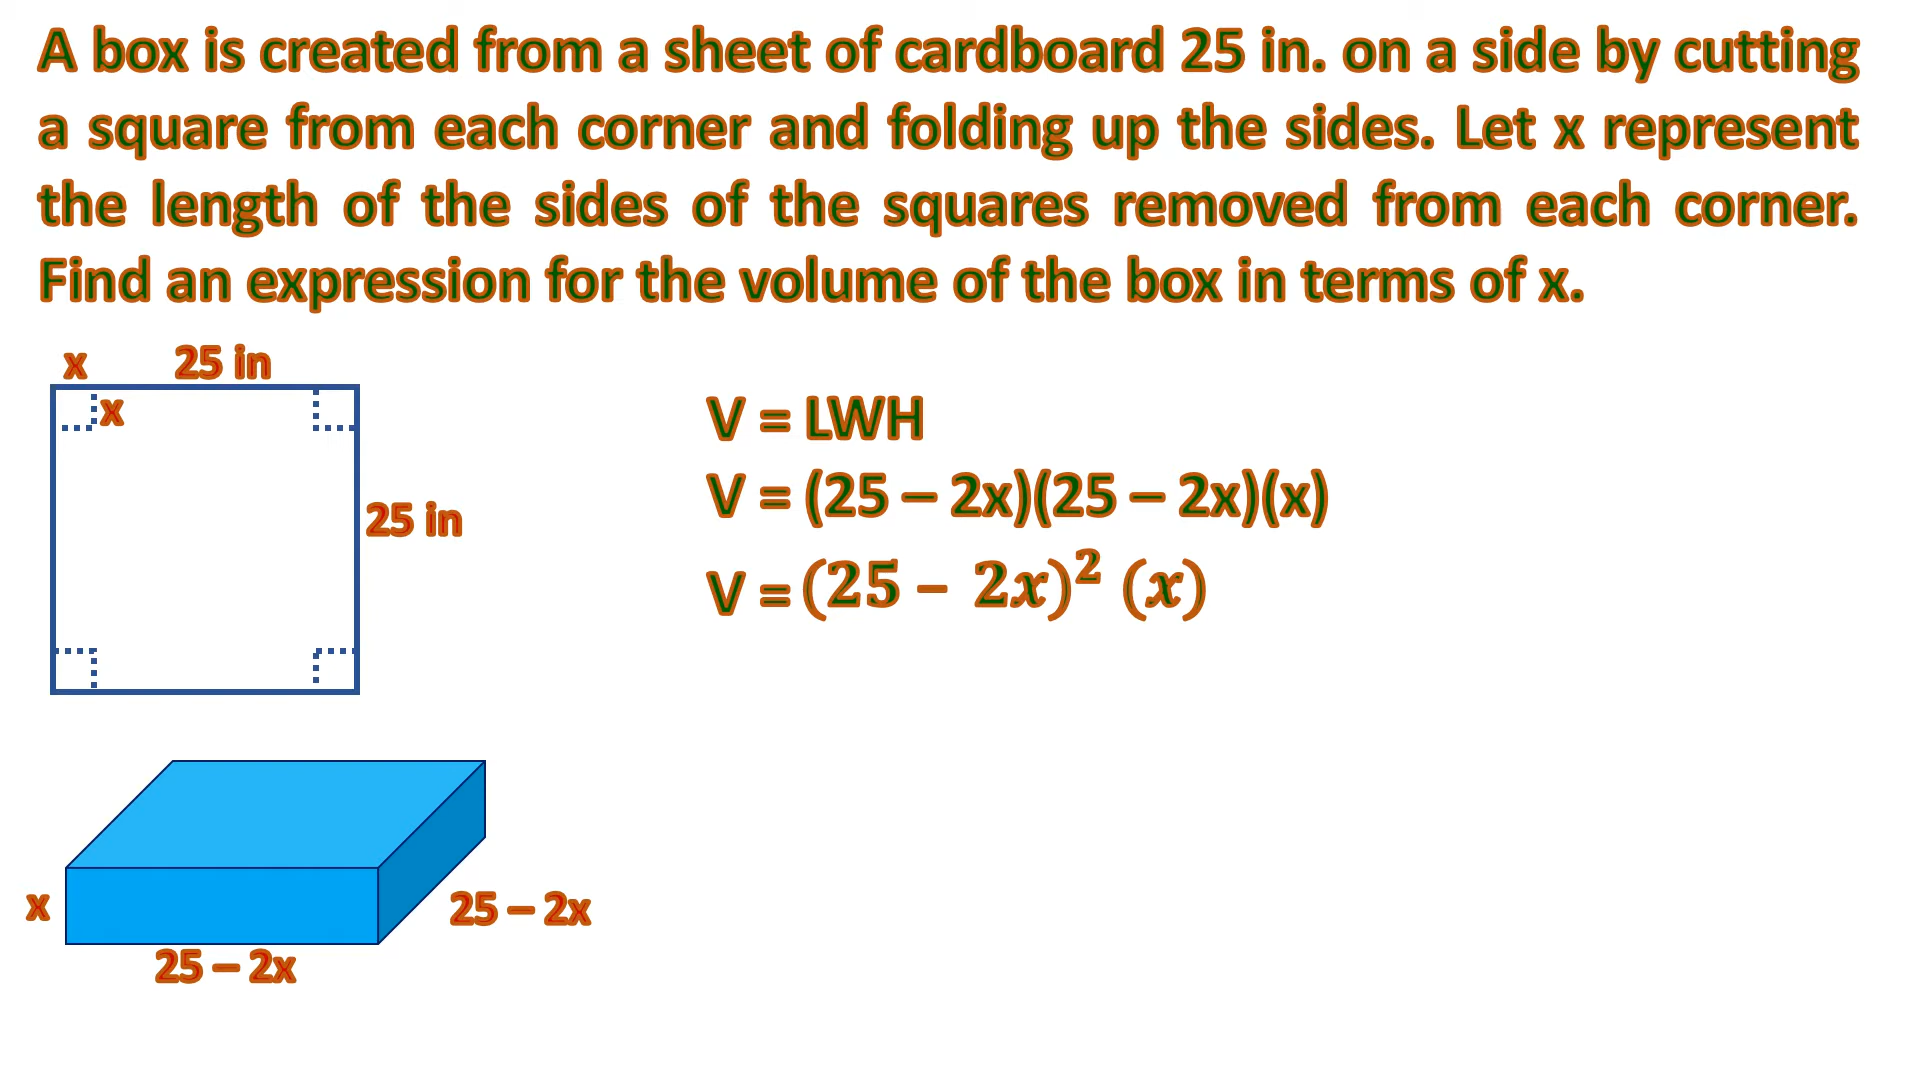 A box is created from a sheet of cardboard 25 in. on a side by cutting
a square from each corner and folding up the sides. Let x represent
the length of the sides of the squares removed from each corner.
Find an expression for the volume of the box in terms of x.
x 25 in
x
25 in
V = LWH
V = (25 – 2x)(25 – 2x)(x)
V = (25 – 2x)² (x)
x
25 – 2x
25 – 2x